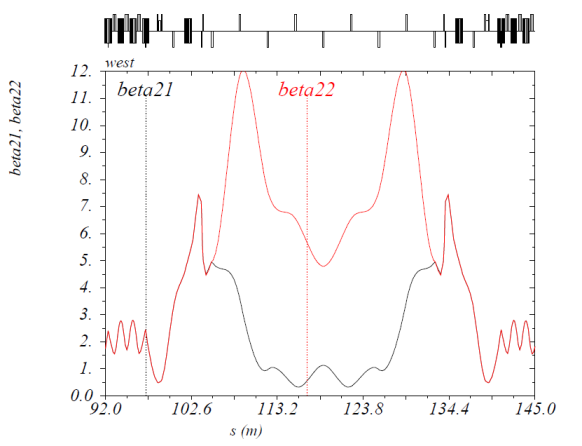 west
beta21 beta22
beta21, beta22
12.
11.
10.
9.
8.
7.
6.
5.
4.
3.
2.
1.
0.0
92.0 102.6 113.2 123.8 134.4 145.0
s (m)